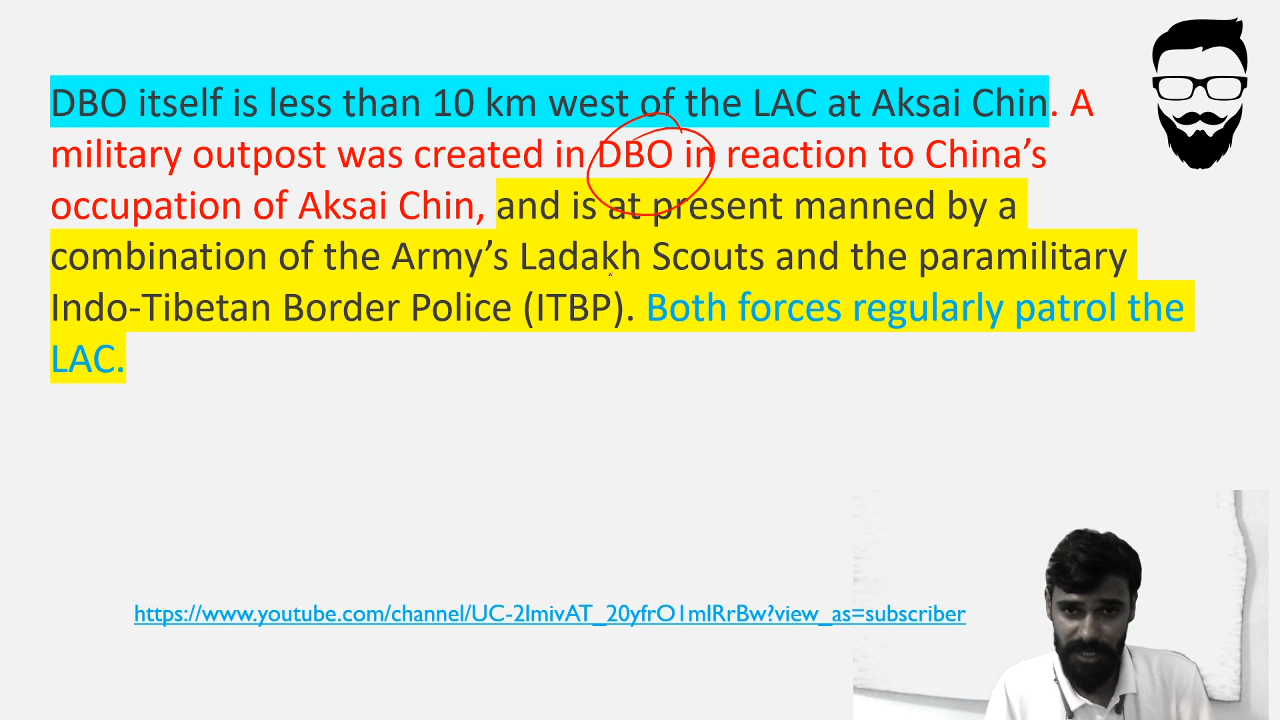 DBO itself is less than 10 km west of the LAC at Aksai Chin. A
military outpost was created in DBO in reaction to China’s
occupation of Aksai Chin, and is at present manned by a
combination of the Army’s Ladakh Scouts and the paramilitary
Indo-Tibetan Border Police (ITBP). Both forces regularly patrol the
LAC.
https://www.youtube.com/channel/UC-2lmivAT_20yfrO1mlRrBw?view_as=subscriber